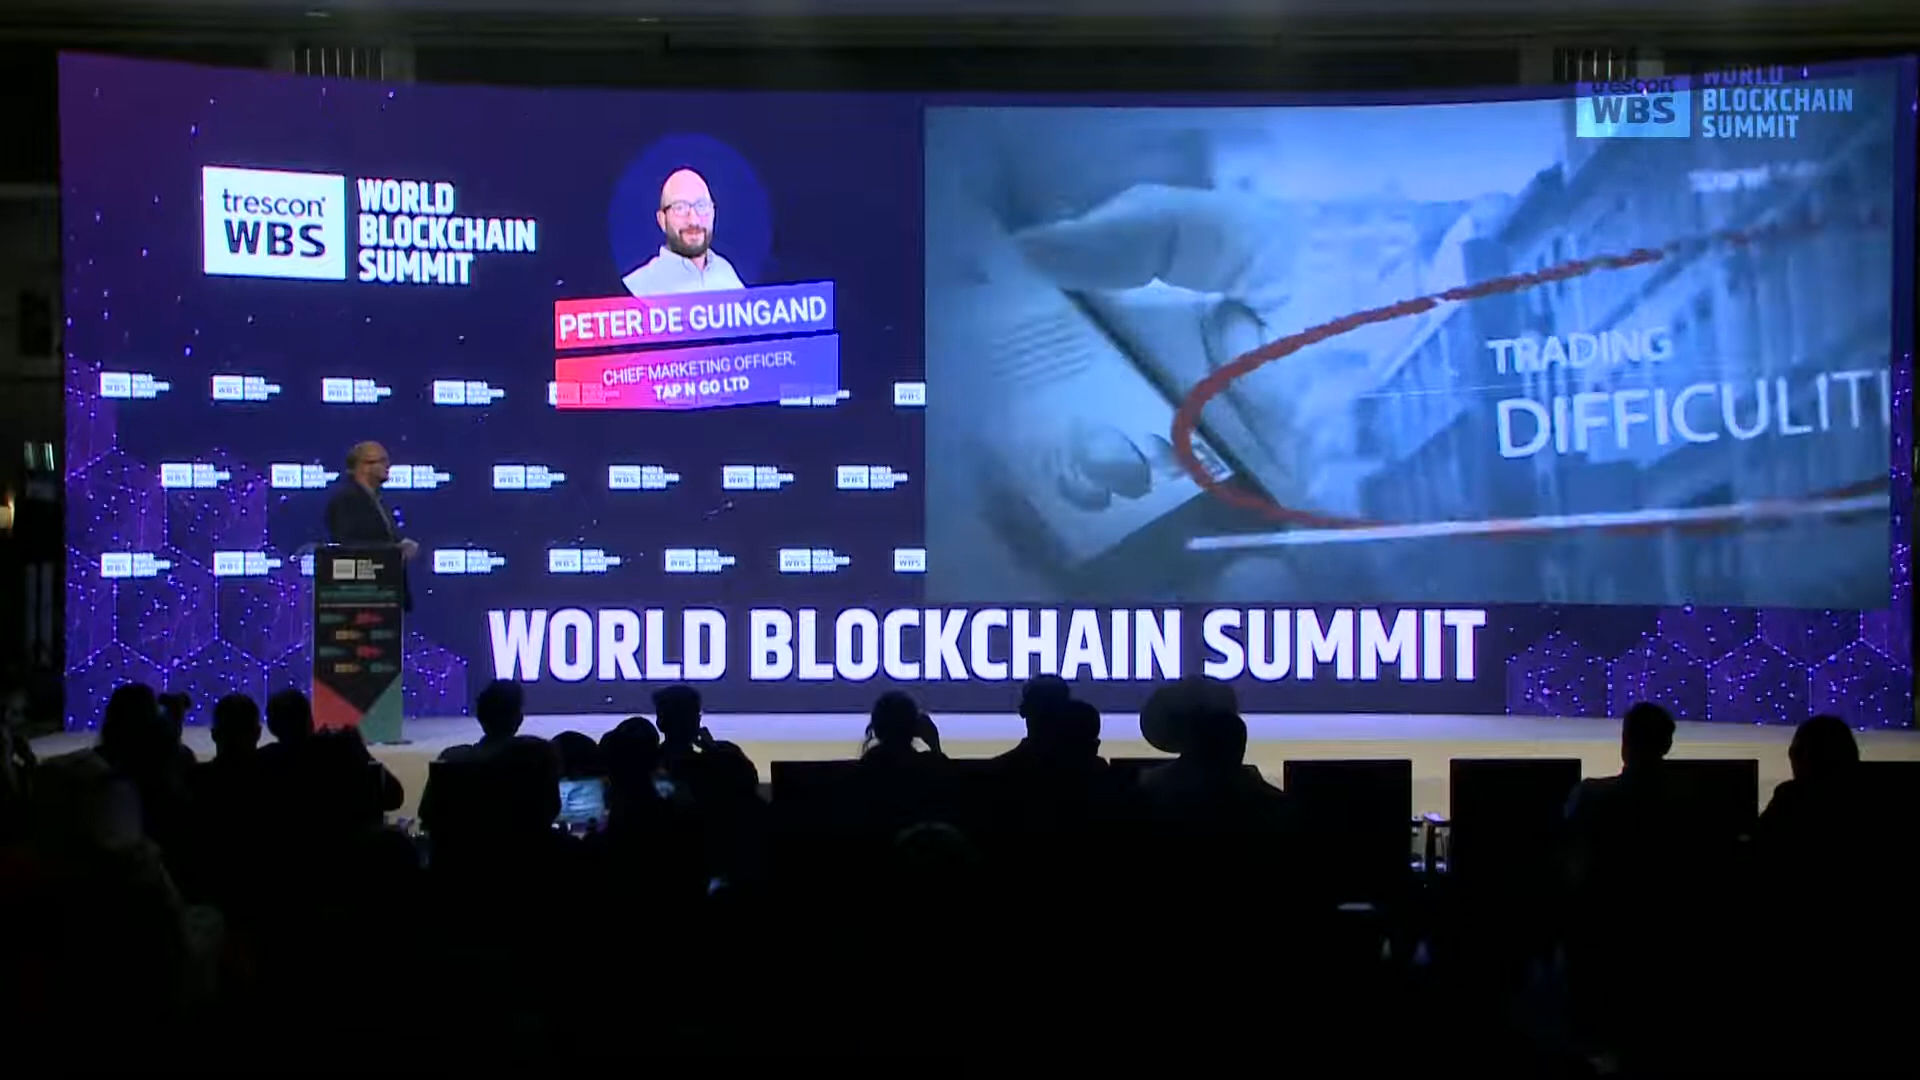 trescon
WBS
WORLD
BLOCKCHAIN
SUMMIT
PETER DE GUINGAND
CHIEF MARKETING OFFICER,
TAP N GO LTD
trescon
WBS
WORLD
BLOCKCHAIN
SUMMIT
TRADING
DIFFICULITI
WORLD BLOCKCHAIN SUMMIT